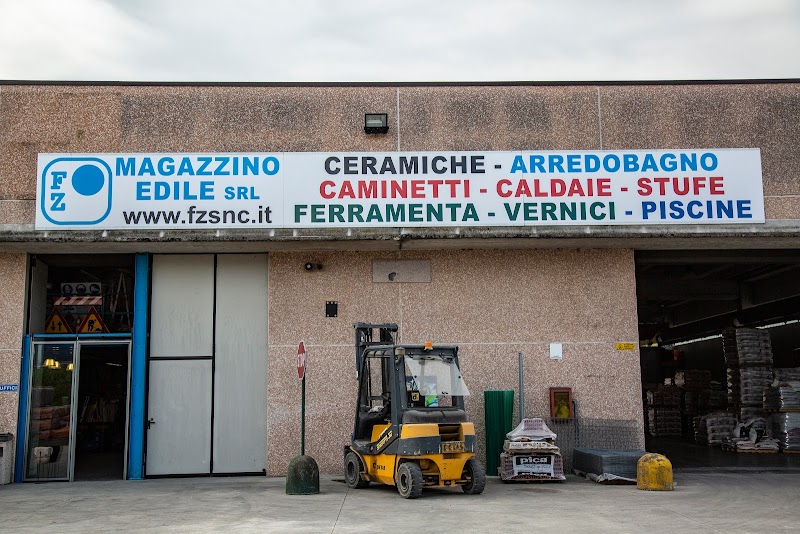 FZ
MAGAZZINO
EDILE SRL
www.fzsnc.it
CERAMICHE - ARREDOBAGNO
CAMINETTI - CALDAIE - STUFE
FERRAMENTA - VERNICI - PISCINE
pica